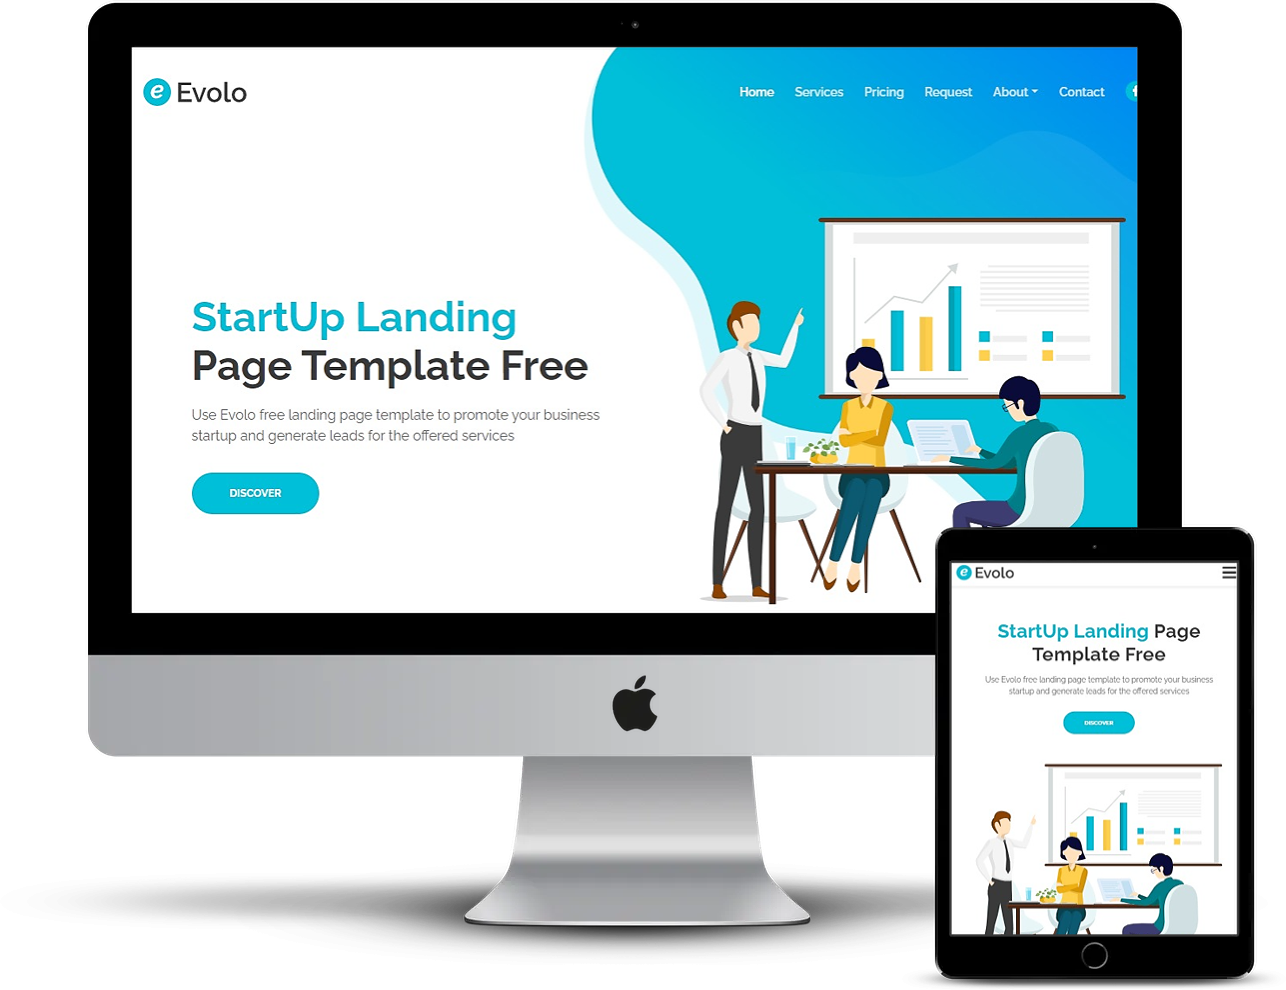 Evolo
Home Services Pricing Request About Contact
StartUp Landing
Page Template Free
Use Evolo free landing page template to promote your business
startup and generate leads for the offered services
DISCOVER
Evolo
StartUp Landing Page
Template Free
Use Evolo free landing page template to promote your business
startup and generate leads for the offered services
DISCOVER